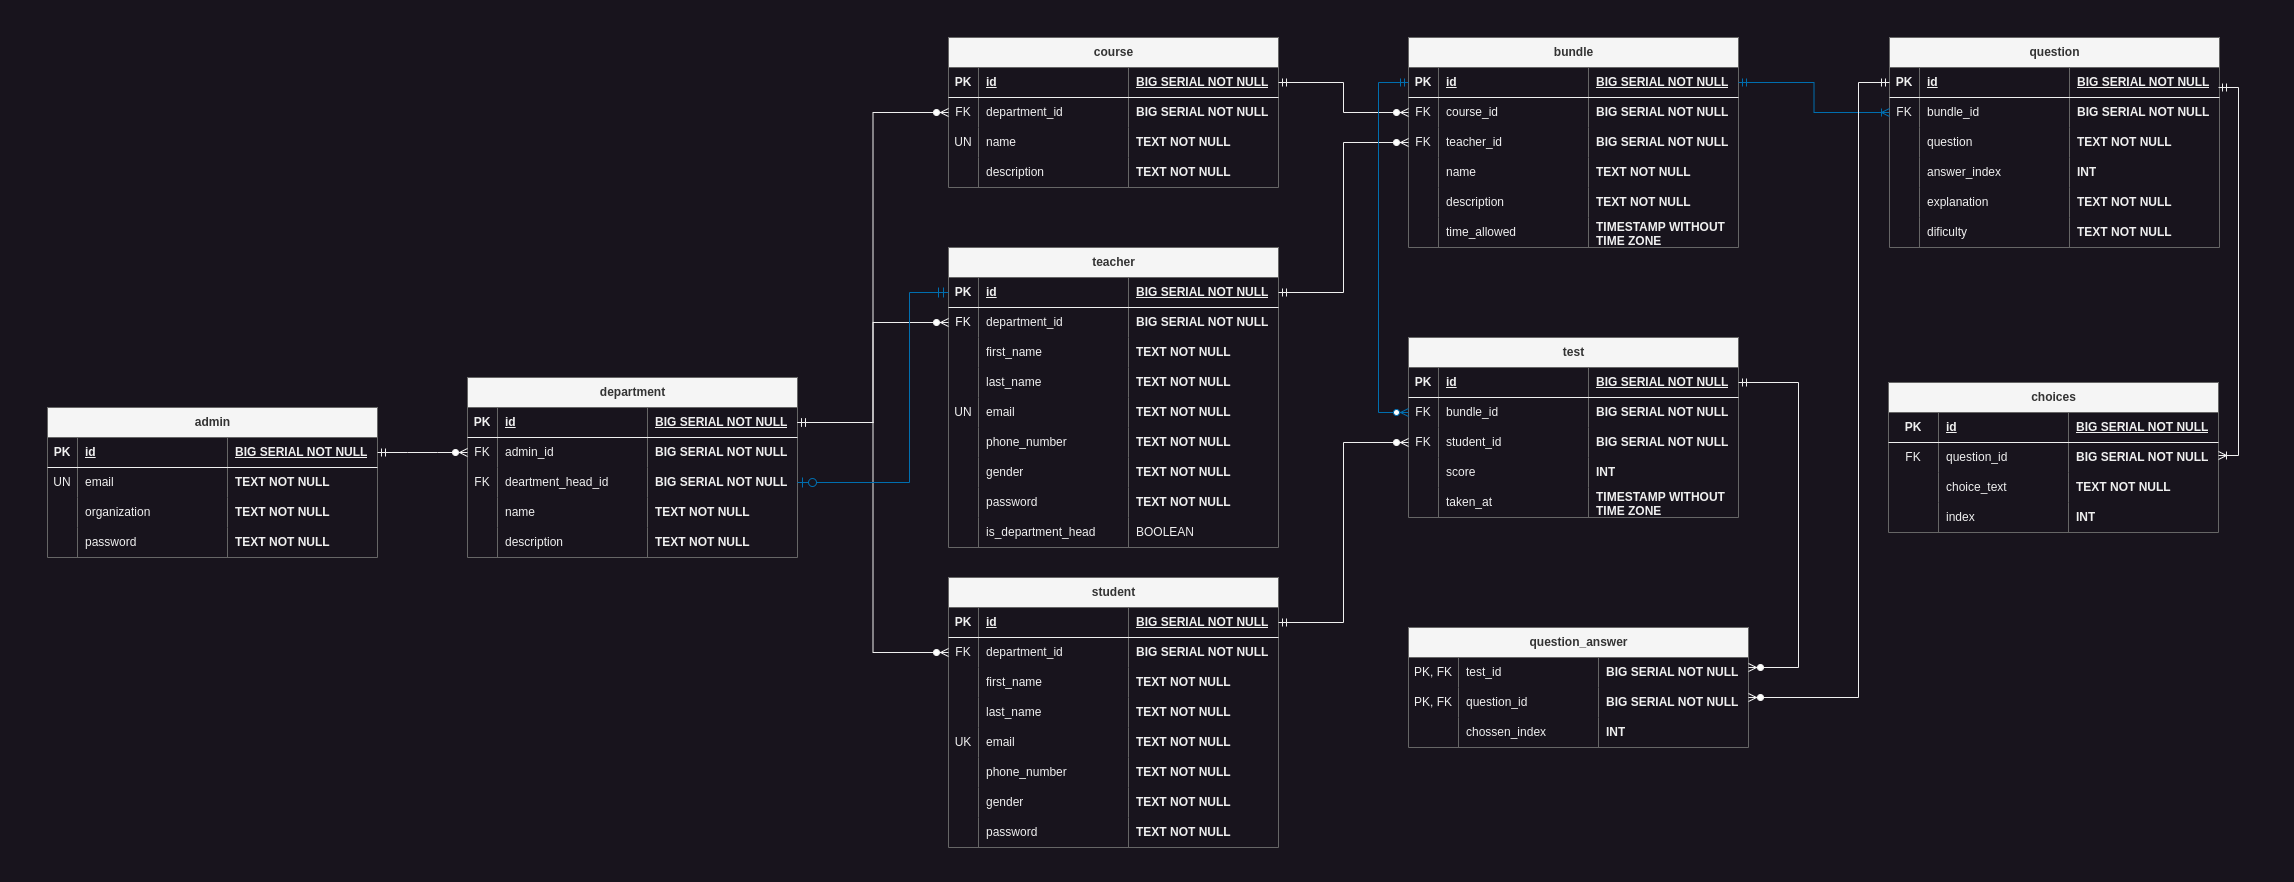 course
PK id BIG SERIAL NOT NULL
FK department_id BIG SERIAL NOT NULL
UN name TEXT NOT NULL
description TEXT NOT NULL
bundle
PK id BIG SERIAL NOT NULL
FK course_id BIG SERIAL NOT NULL
FK teacher_id BIG SERIAL NOT NULL
name TEXT NOT NULL
description TEXT NOT NULL
time_allowed TIMESTAMP WITHOUT
TIME ZONE
question
PK id BIG SERIAL NOT NULL
FK bundle_id BIG SERIAL NOT NULL
question TEXT NOT NULL
answer_index INT
explanation TEXT NOT NULL
dificulty TEXT NOT NULL
teacher
PK id BIG SERIAL NOT NULL
FK department_id BIG SERIAL NOT NULL
first_name TEXT NOT NULL
last_name TEXT NOT NULL
UN email TEXT NOT NULL
phone_number TEXT NOT NULL
gender TEXT NOT NULL
password TEXT NOT NULL
is_department_head BOOLEAN
test
PK id BIG SERIAL NOT NULL
FK bundle_id BIG SERIAL NOT NULL
FK student_id BIG SERIAL NOT NULL
score INT
taken_at TIMESTAMP WITHOUT
TIME ZONE
choices
PK id BIG SERIAL NOT NULL
FK question_id BIG SERIAL NOT NULL
choice_text TEXT NOT NULL
index INT
admin
PK id BIG SERIAL NOT NULL
UN email TEXT NOT NULL
organization TEXT NOT NULL
password TEXT NOT NULL
department
PK id BIG SERIAL NOT NULL
FK admin_id BIG SERIAL NOT NULL
FK deartment_head_id BIG SERIAL NOT NULL
name TEXT NOT NULL
description TEXT NOT NULL
student
PK id BIG SERIAL NOT NULL
FK department_id BIG SERIAL NOT NULL
first_name TEXT NOT NULL
last_name TEXT NOT NULL
UK email TEXT NOT NULL
phone_number TEXT NOT NULL
gender TEXT NOT NULL
password TEXT NOT NULL
question_answer
PK, FK test_id BIG SERIAL NOT NULL
PK, FK question_id BIG SERIAL NOT NULL
chossen_index INT